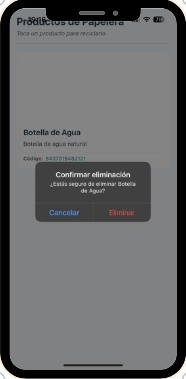 Productos de Papelera
Toca un producto para reciclarlo
Botella de Agua
Botella de agua natural
Código:
Confirmar eliminación
¿Estás seguro de eliminar Botella
de Agua?
Cancelar
Eliminar